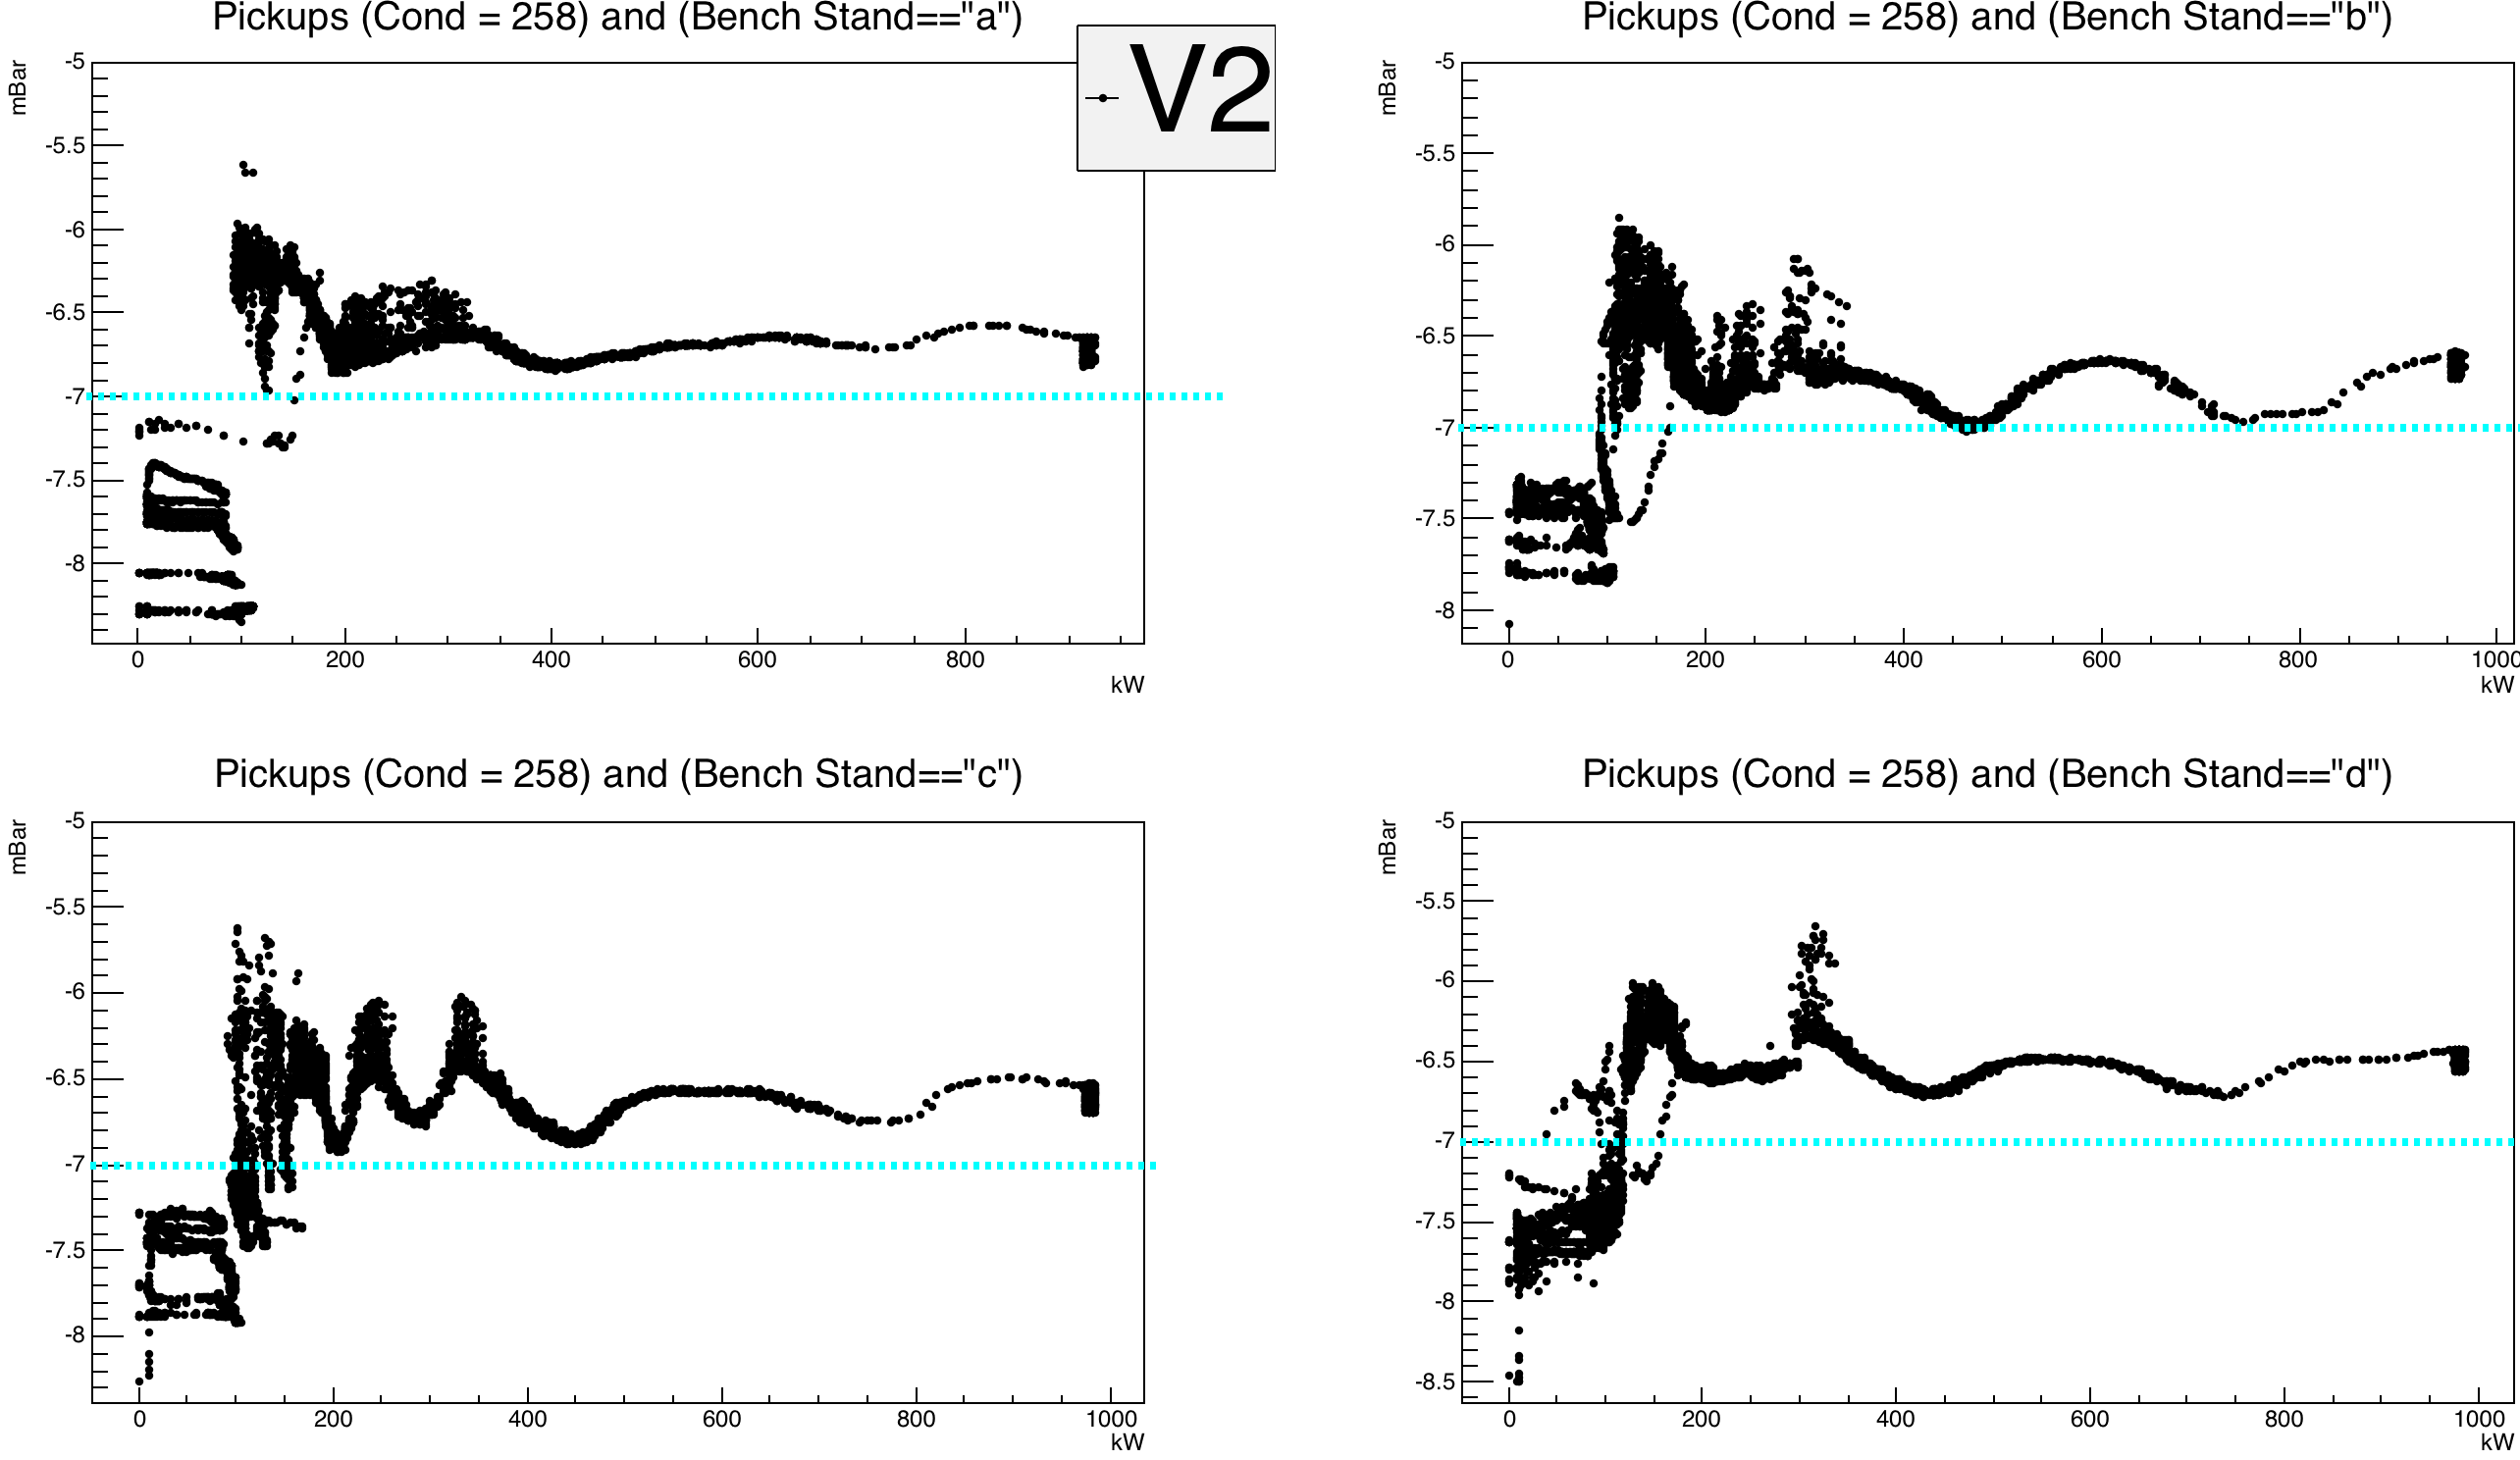 Pickups (Cond = 258) and (Bench Stand=="a")
mBar
-5
-5.5
-6
-6.5
-7
-7.5
-8
0 200 400 600 800
kW
V2
Pickups (Cond = 258) and (Bench Stand=="b")
mBar
-5
-5.5
-6
-6.5
-7
-7.5
-8
0 200 400 600 800 1000
kW
Pickups (Cond = 258) and (Bench Stand=="c")
mBar
-5
-5.5
-6
-6.5
-7
-7.5
-8
0 200 400 600 800 1000
kW
Pickups (Cond = 258) and (Bench Stand=="d")
mBar
-5
-5.5
-6
-6.5
-7
-7.5
-8
-8.5
0 200 400 600 800 1000
kW